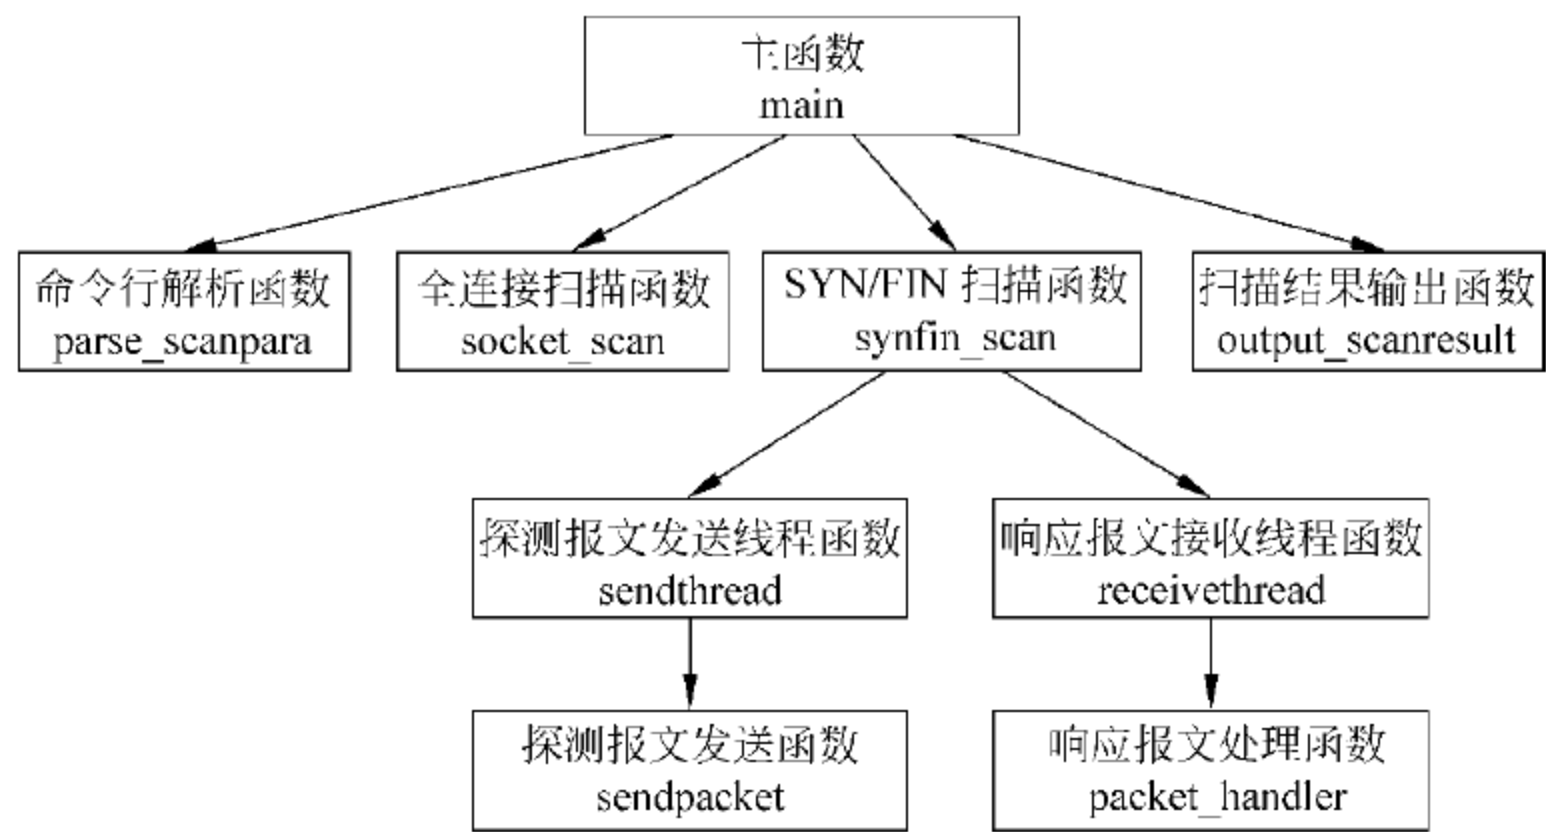 主函数
main
命令行解析函数
parse_scanpara
全连接扫描函数
socket_scan
SYN/FIN 扫描函数
synfin_scan
扫描结果输出函数
output_scanresult
探测报文发送线程函数
sendthread
响应报文接收线程函数
receivethread
探测报文发送函数
sendpacket
响应报文处理函数
packet_handler